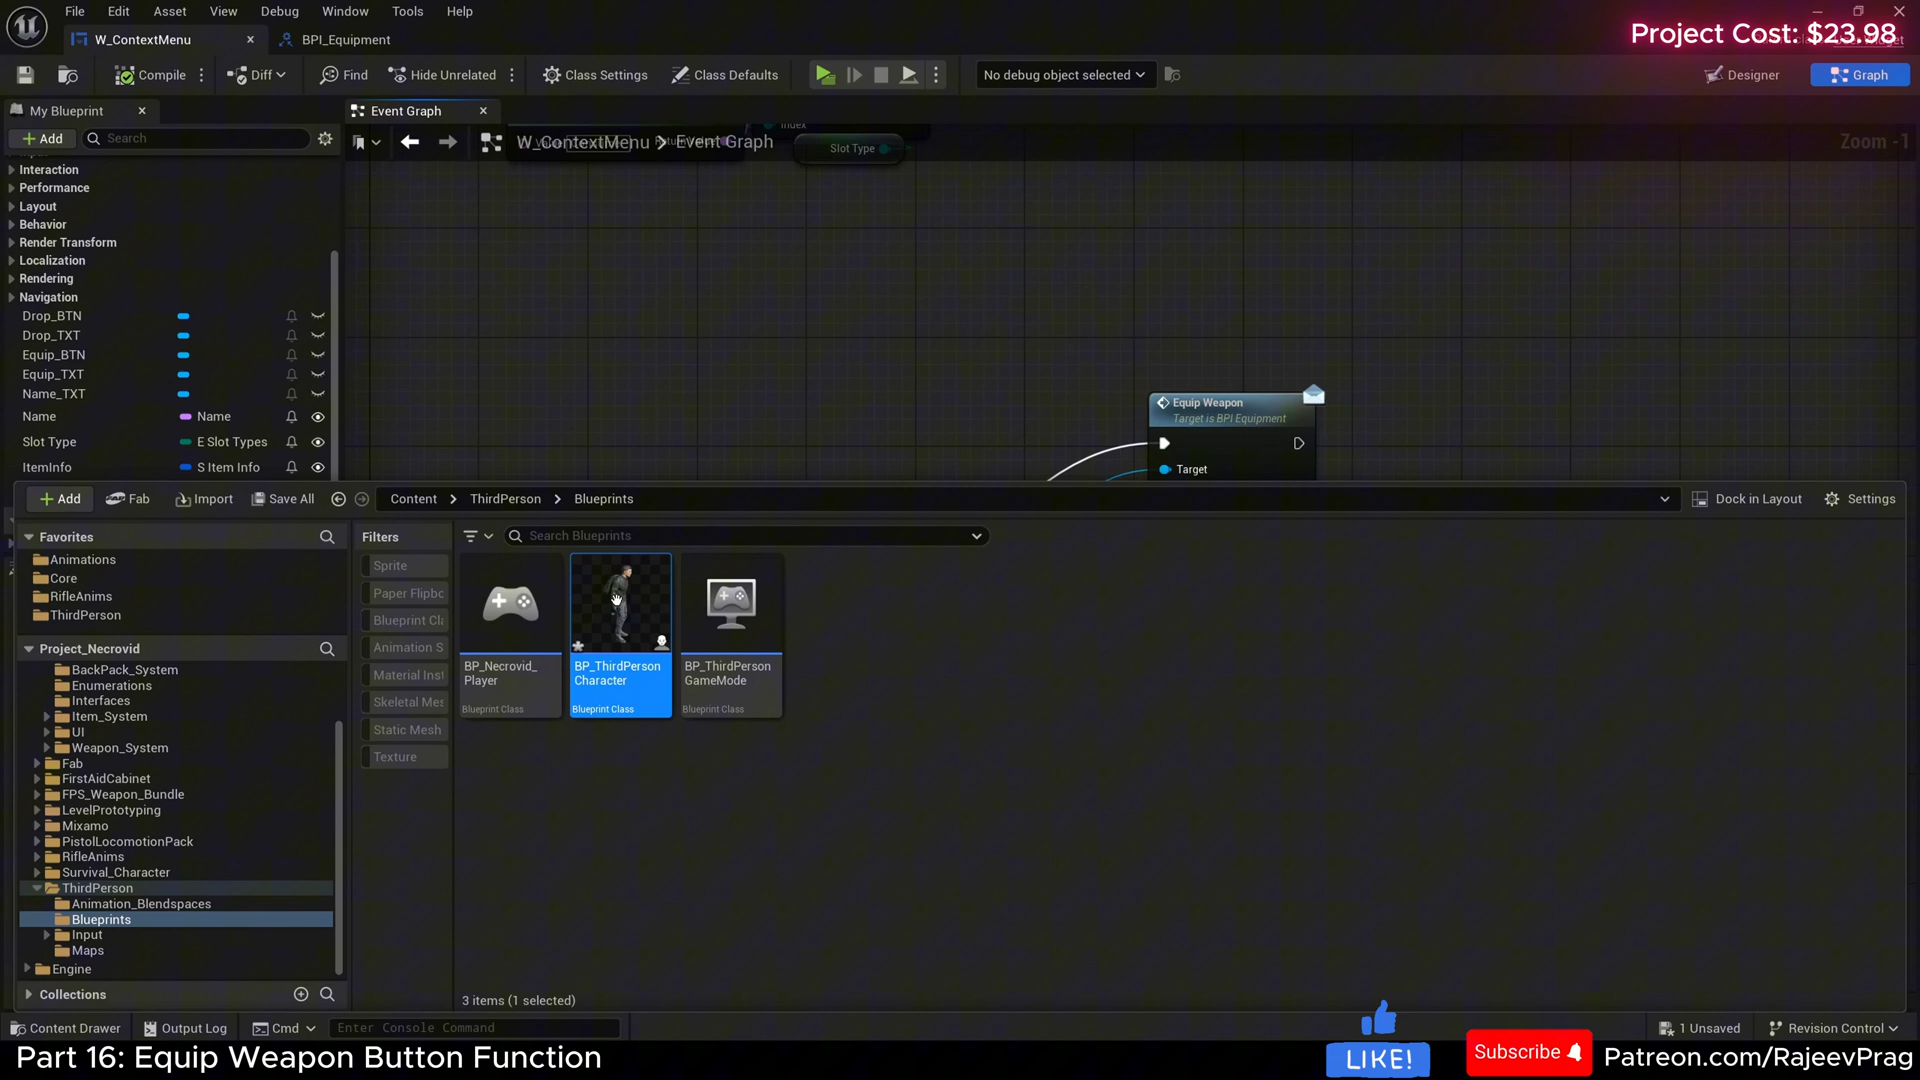 File Edit Asset View Debug Window Tools Help
Project Cost: $23.98
W_ContextMenu
BPI_Equipment
Compile
Diff
Find
Hide Unrelated
Class Settings
Class Defaults
No debug object selected
Designer
Graph
My Blueprint
Event Graph
Add
Search
W_ContextMenu > Event Graph
Index
Slot Type
Zoom -1
Interaction
Performance
Layout
Behavior
Render Transform
Localization
Rendering
Navigation
Drop_BTN
Drop_TXT
Equip_BTN
Equip_TXT
Name_TXT
Name Name
Slot Type E Slot Types
ItemInfo S Item Info
Equip Weapon
Target is BPI Equipment
Target
Add
Fab
Import
Save All
Content > ThirdPerson > Blueprints
Dock in Layout
Settings
Favorites
Animations
Core
RifleAnims
ThirdPerson
Project_Necrovid
BackPack_System
Enumerations
Interfaces
Item_System
UI
Weapon_System
Fab
FirstAidCabinet
FPS_Weapon_Bundle
LevelPrototyping
Mixamo
PistolLocomotionPack
RifleAnims
Survival_Character
ThirdPerson
Animation_Blendspaces
Blueprints
Input
Maps
Engine
Collections
Filters
Sprite
Paper Flipbo
Blueprint Cl
Animation S
Material Inst
Skeletal Mes
Static Mesh
Texture
Search Blueprints
BP_Necrovid_
Player
Blueprint Class
BP_ThirdPerson
Character
Blueprint Class
BP_ThirdPerson
GameMode
Blueprint Class
3 items (1 selected)
Content Drawer
Output Log
Cmd
Enter Console Command
1 Unsaved
Revision Control
Part 16: Equip Weapon Button Function
LIKE!
Subscribe
Patreon.com/RajeevPrag